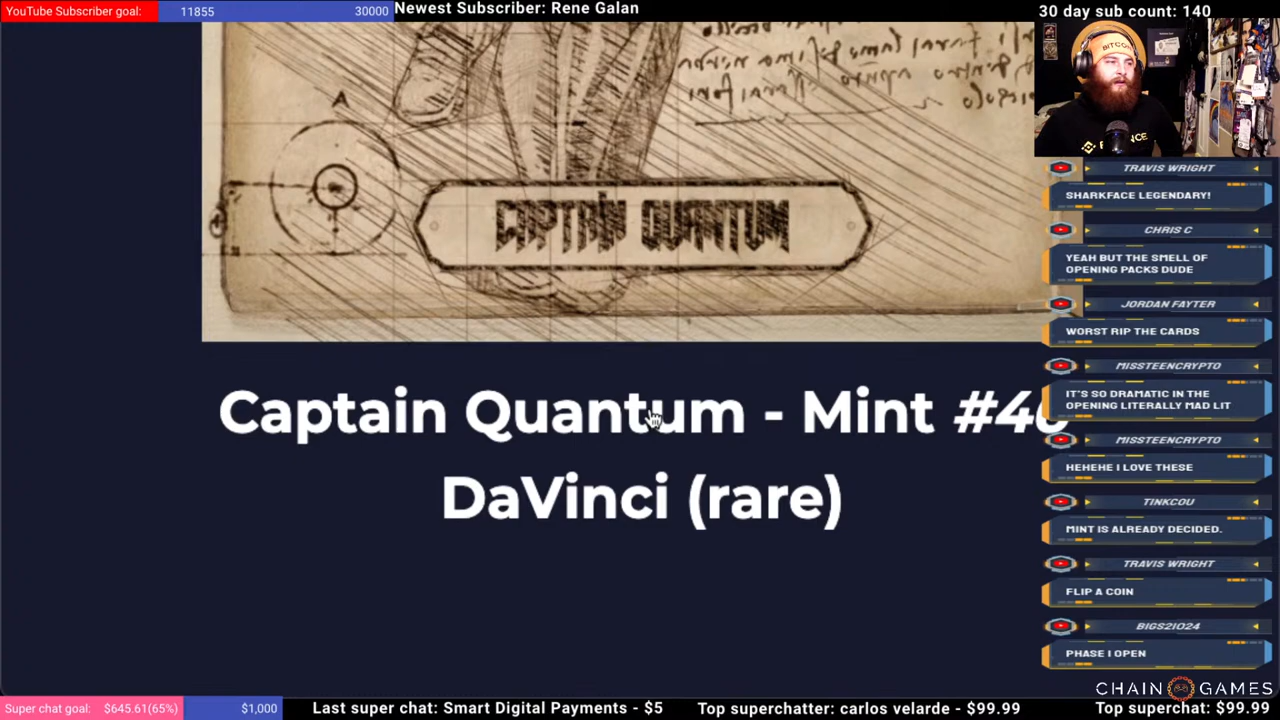 YouTube Subscriber goal: 11855 30000
Newest Subscriber: Rene Galan
30 day sub count: 140
BITCOIN
A
CAPTAIN QUANTUM
Captain Quantum - Mint
DaVinci (rare)
TRAVIS WRIGHT
SHARKFACE LEGENDARY!
CHRIS C
YEAH BUT THE SMELL OF
OPENING PACKS DUDE
JORDAN FAYTER
WORST RIP THE CARDS
MISSTEENCRYPTO
IT'S SO DRAMATIC IN THE
OPENING LITERALLY MAD LIT
MISSTEENCRYPTO
HEHEHE I LOVE THESE
TINKCOU
MINT IS ALREADY DECIDED.
TRAVIS WRIGHT
FLIP A COIN
BIGS21024
PHASE I OPEN
CHAIN GAMES
Super chat goal: $645.61(65%) $1,000
Last super chat: Smart Digital Payments - $5
Top superchatter: carlos velarde - $99.99
Top superchat: $99.99